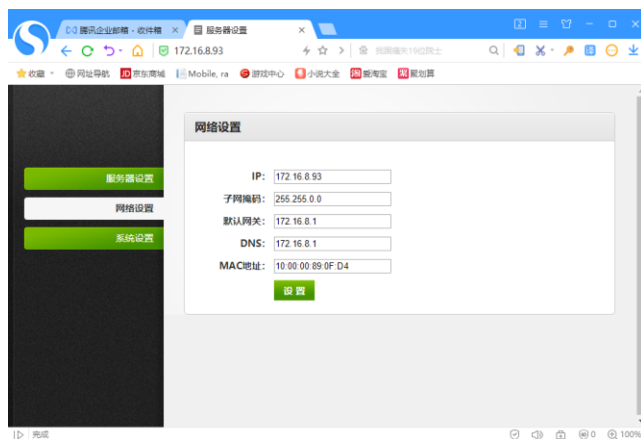 腾讯企业邮箱 - 收件箱 × 服务器设置 ×
172.16.8.93 我国痛失19位院士
收藏 网址导航 JD 京东商城 Mobile, ra 游戏中心 小说大全 淘 爱淘宝 聚划算
网络设置
服务器设置
网络设置
系统设置
IP: 172.16.8.93
子网掩码: 255.255.0.0
默认网关: 172.16.8.1
DNS: 172.16.8.1
MAC地址: 10:00:00:89:0F:D4
设 置
完成 0 100%